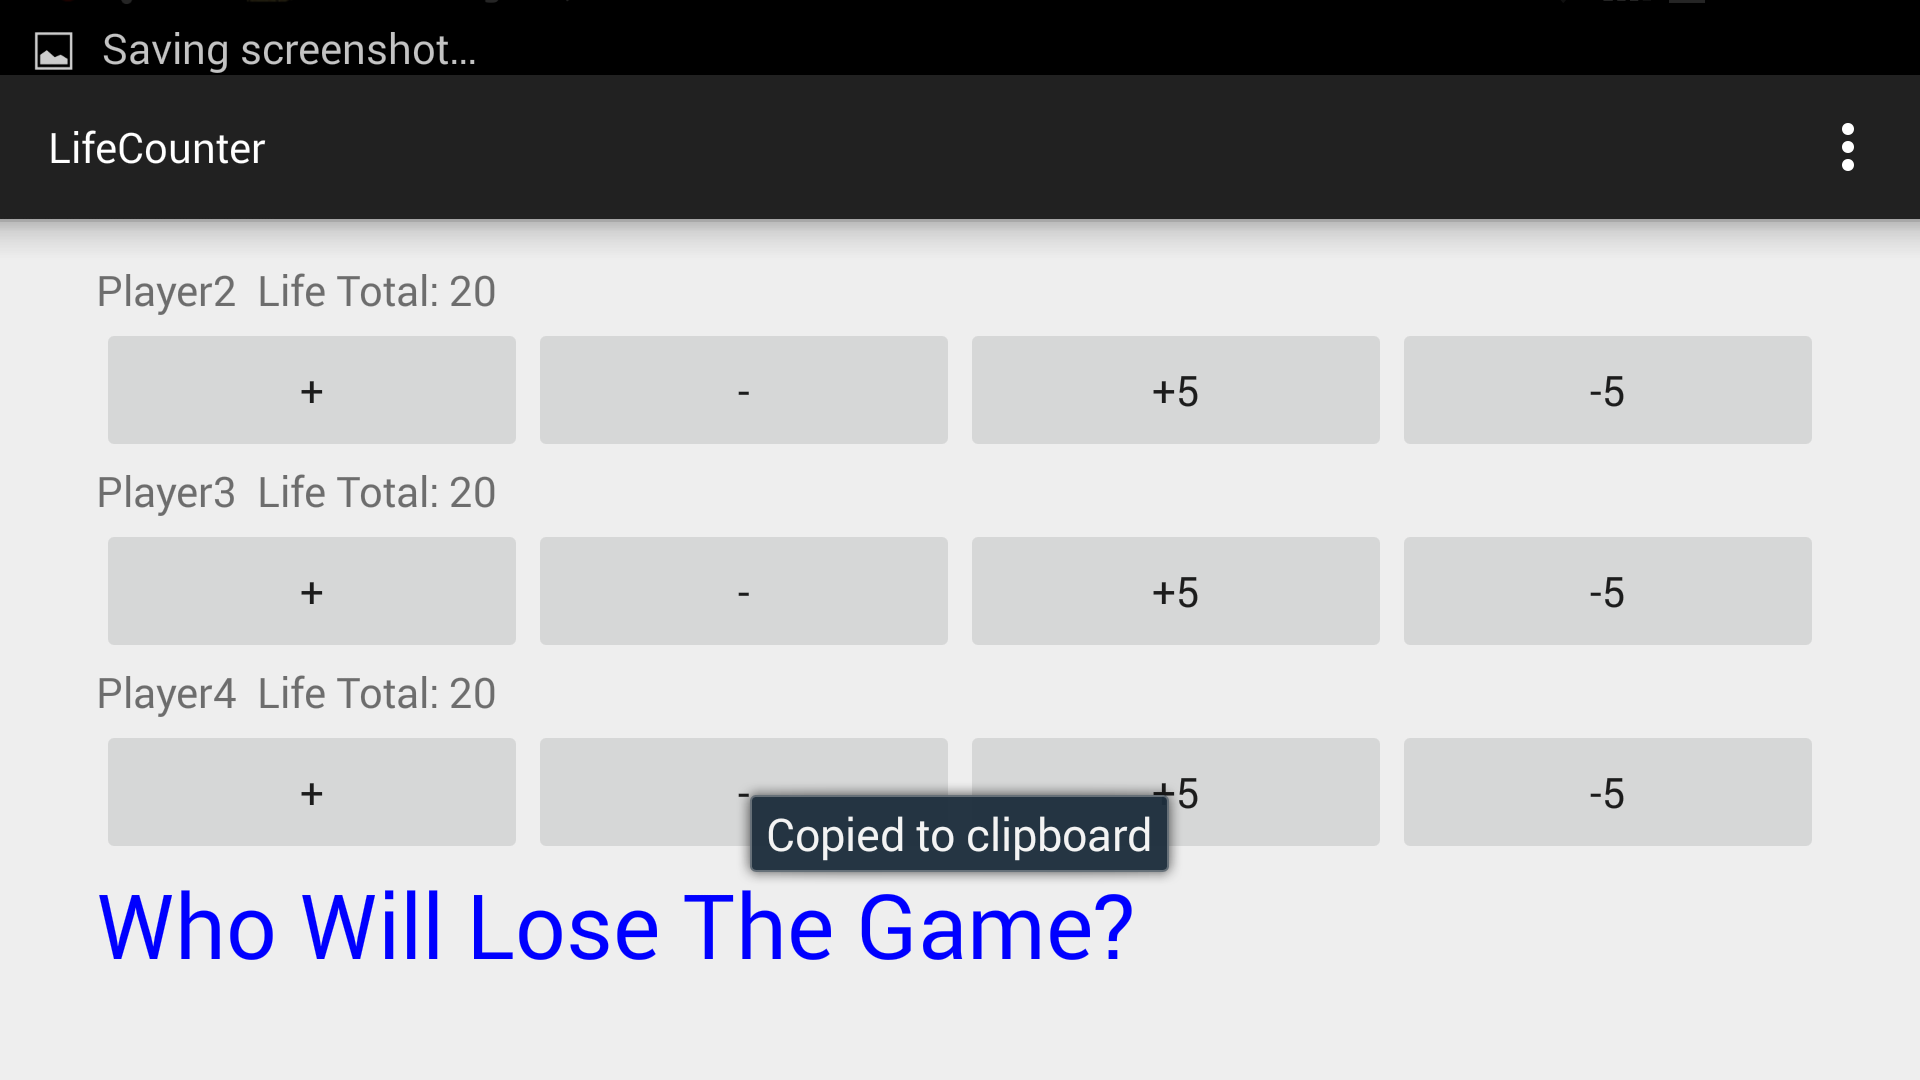 Saving screenshot...
LifeCounter
Player2 Life Total: 20
+ - +5 -5
Player3 Life Total: 20
+ - +5 -5
Player4 Life Total: 20
+ - +5 -5
Copied to clipboard
Who Will Lose The Game?